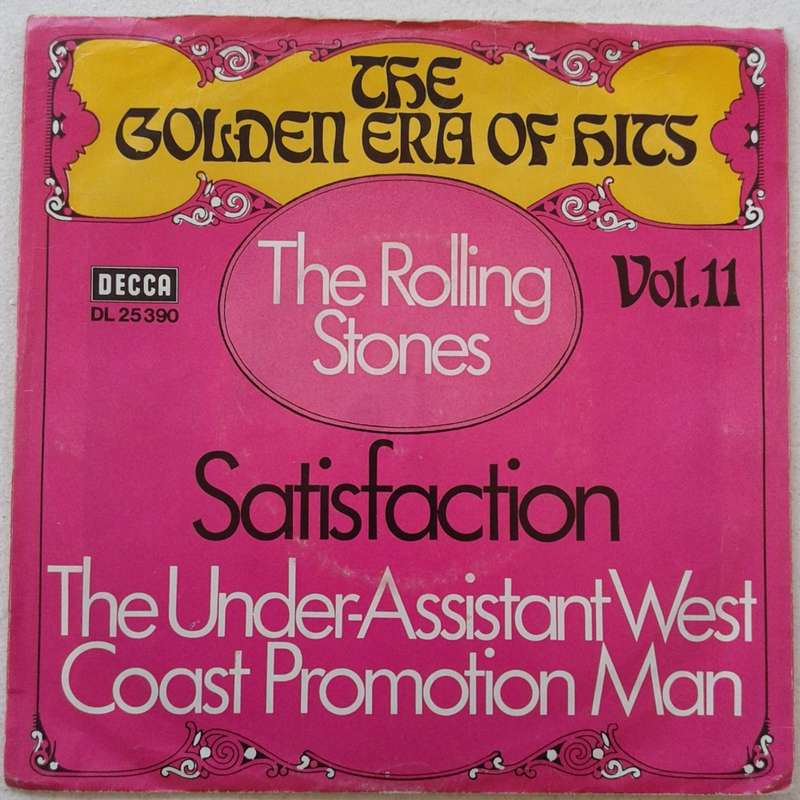 THE
GOLDEN ERA OF HITS
The Rolling
Stones
Vol.11
DECCA
DL 25 390
Satisfaction
The Under-Assistant West
Coast Promotion Man